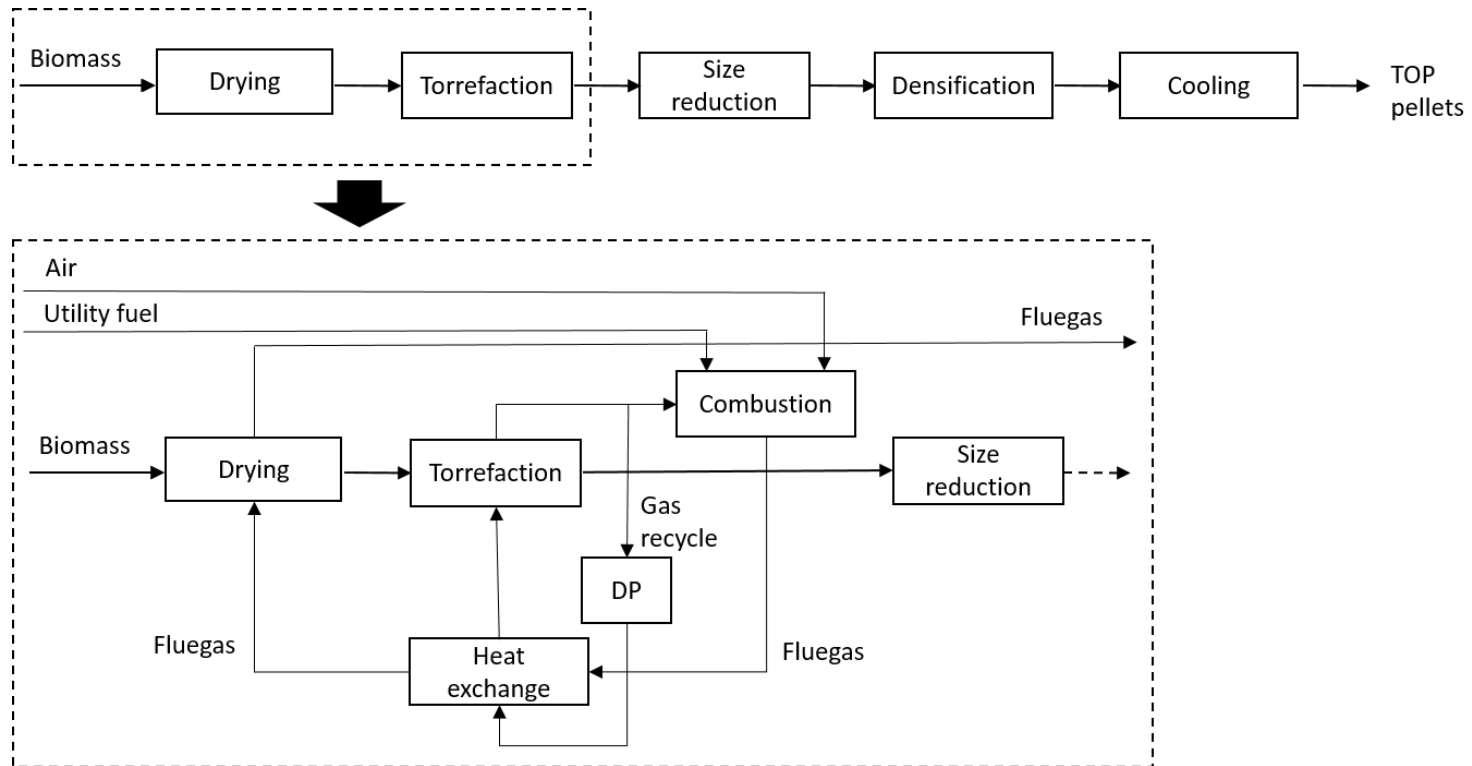 Biomass
Drying
Torrefaction
Size
reduction
Densification
Cooling
TOP
pellets
Air
Utility fuel
Fluegas
Combustion
Biomass
Drying
Torrefaction
Size
reduction
Gas
recycle
DP
Fluegas
Heat
exchange
Fluegas